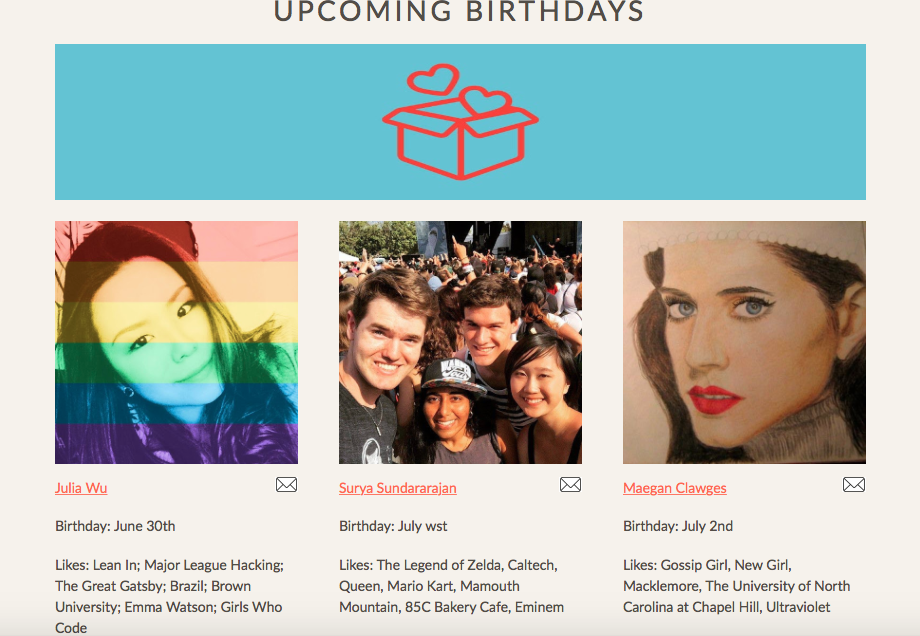 UPCOMING BIRTHDAYS
Julia Wu
Birthday: June 30th
Likes: Lean In; Major League Hacking;
The Great Gatsby; Brazil; Brown
University; Emma Watson; Girls Who
Code
Surya Sundararajan
Birthday: July wst
Likes: The Legend of Zelda, Caltech,
Queen, Mario Kart, Mamouth
Mountain, 85C Bakery Cafe, Eminem
Maegan Clawges
Birthday: July 2nd
Likes: Gossip Girl, New Girl,
Macklemore, The University of North
Carolina at Chapel Hill, Ultraviolet